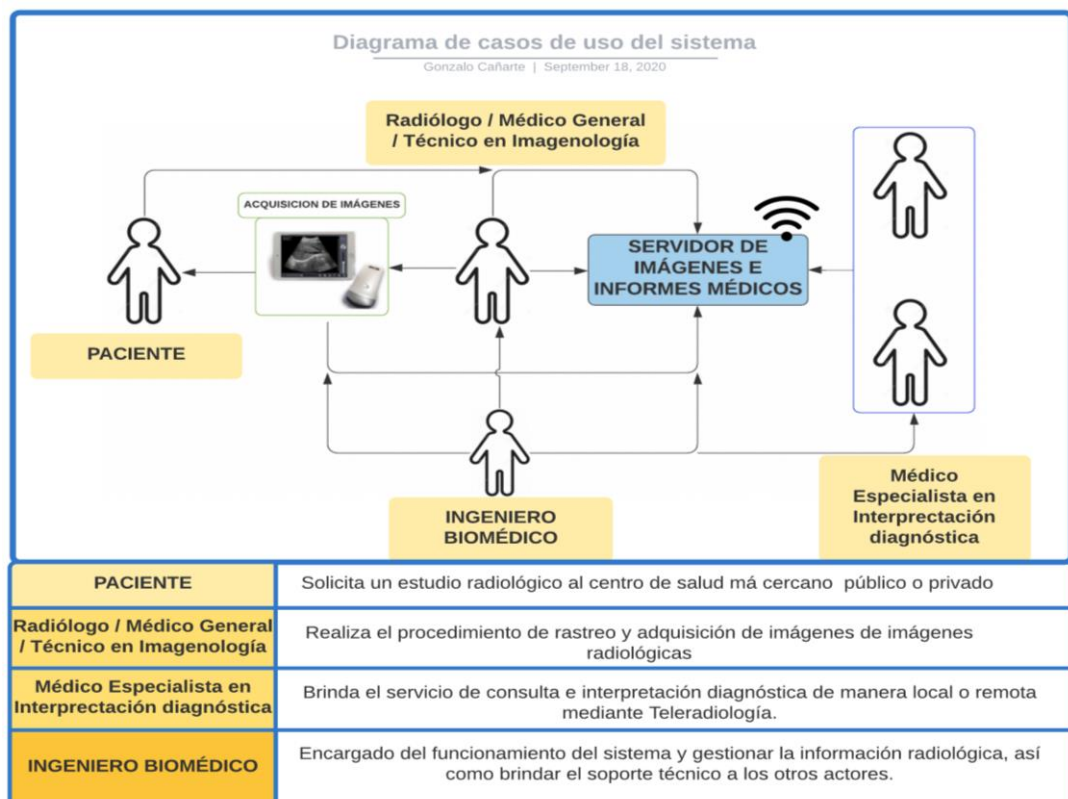 Diagrama de casos de uso del sistema
Gonzalo Cañarte | September 18, 2020
Radiólogo / Médico General
/ Técnico en Imagenología
ACQUISICION DE IMÁGENES
SERVIDOR DE
IMÁGENES E
INFORMES MÉDICOS
PACIENTE
INGENIERO
BIOMÉDICO
Médico
Especialista en
Interprectación
diagnóstica
PACIENTE
Solicita un estudio radiológico al centro de salud má cercano público o privado
Radiólogo / Médico General
/ Técnico en Imagenología
Realiza el procedimiento de rastreo y adquisición de imágenes de imágenes
radiológicas
Médico Especialista en
Interprectación diagnóstica
Brinda el servicio de consulta e interpretación diagnóstica de manera local o remota
mediante Teleradiología.
INGENIERO BIOMÉDICO
Encargado del funcionamiento del sistema y gestionar la información radiológica, así
como brindar el soporte técnico a los otros actores.